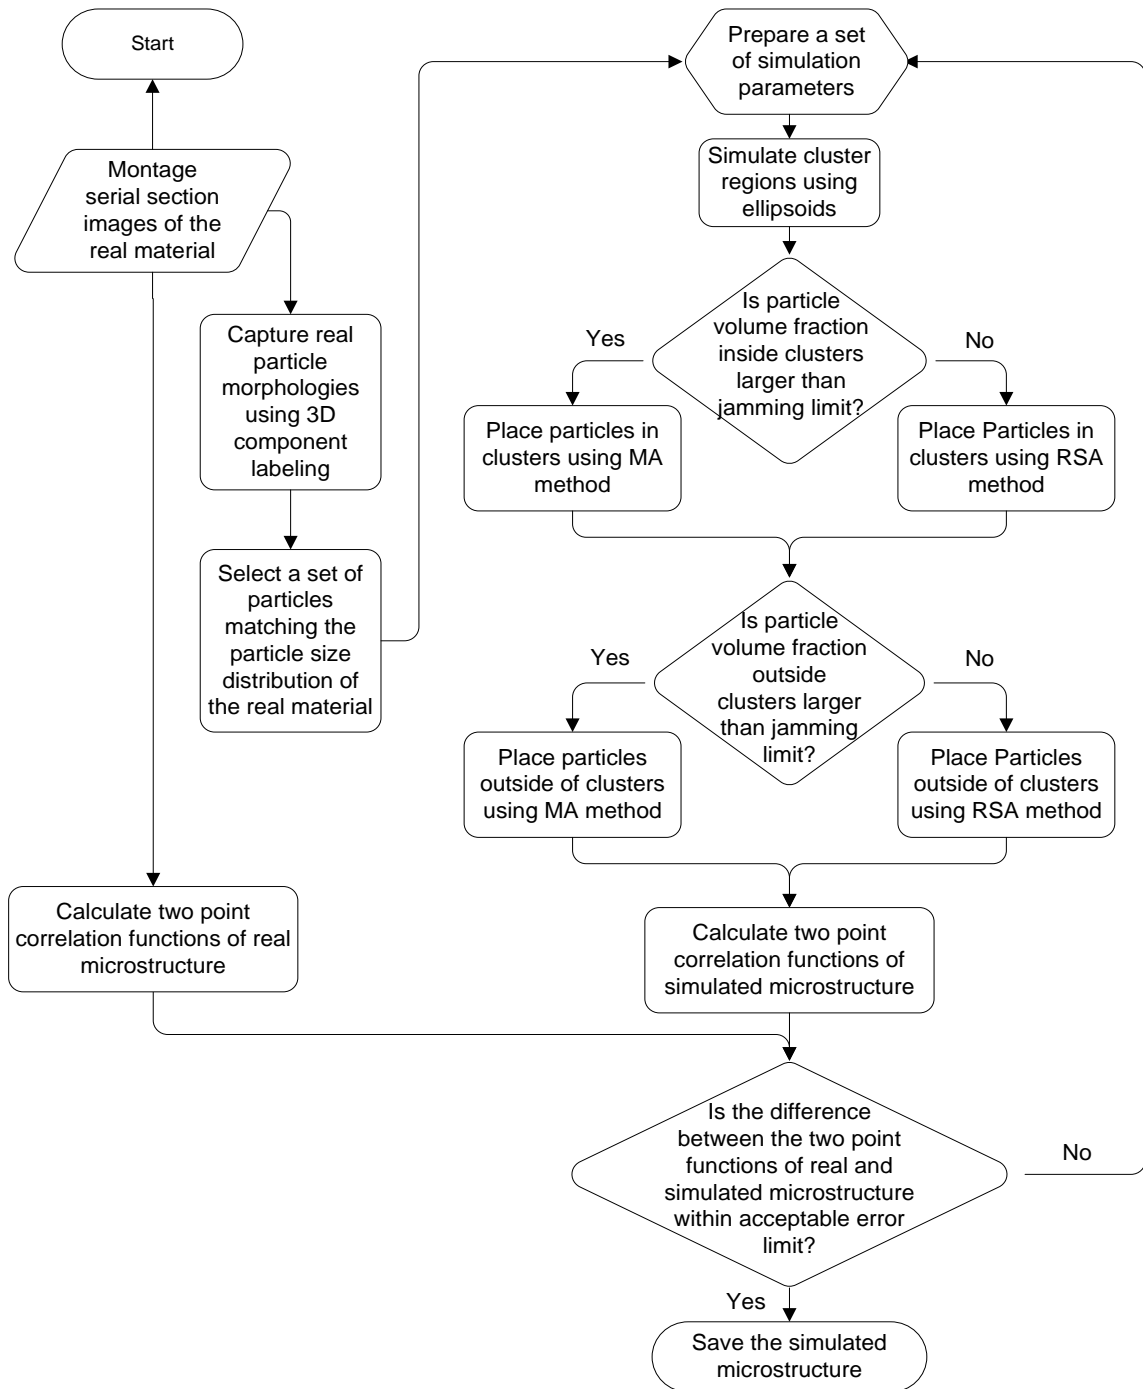 Start
Montage
serial section
images of the
real material
Capture real
particle
morphologies
using 3D
component
labeling
Select a set of
particles
matching the
particle size
distribution of
the real material
Calculate two point
correlation functions of real
microstructure
Prepare a set
of simulation
parameters
Simulate cluster
regions using
ellipsoids
Is particle
volume fraction
inside clusters
larger than
jamming limit?
Yes
No
Place particles in
clusters using MA
method
Place Particles in
clusters using RSA
method
Is particle
volume fraction
outside
clusters larger
than jamming
limit?
Yes
No
Place particles
outside of clusters
using MA method
Place Particles
outside of clusters
using RSA method
Calculate two point
correlation functions of
simulated microstructure
Is the difference
between the two point
functions of real and
simulated microstructure
within acceptable error
limit?
No
Yes
Save the simulated
microstructure